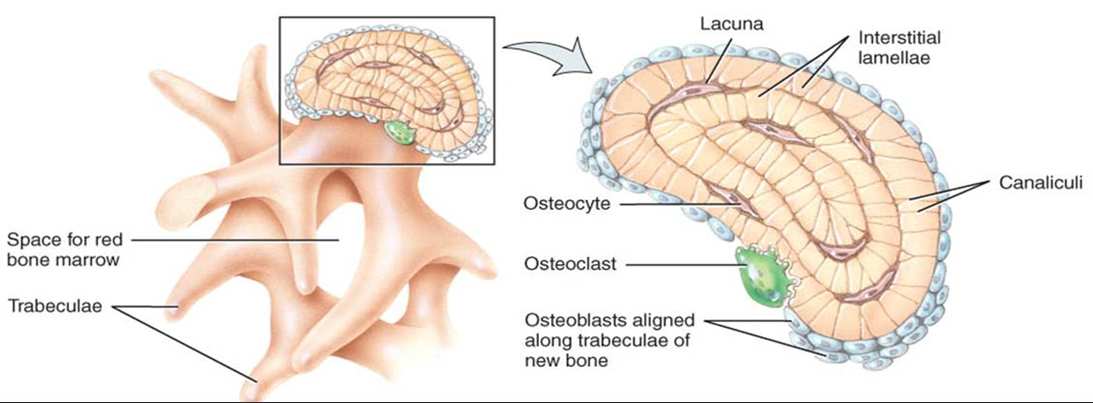 Space for red
bone marrow
Trabeculae
Lacuna
Interstitial
lamellae
Canaliculi
Osteocyte
Osteoclast
Osteoblasts aligned
along trabeculae of
new bone